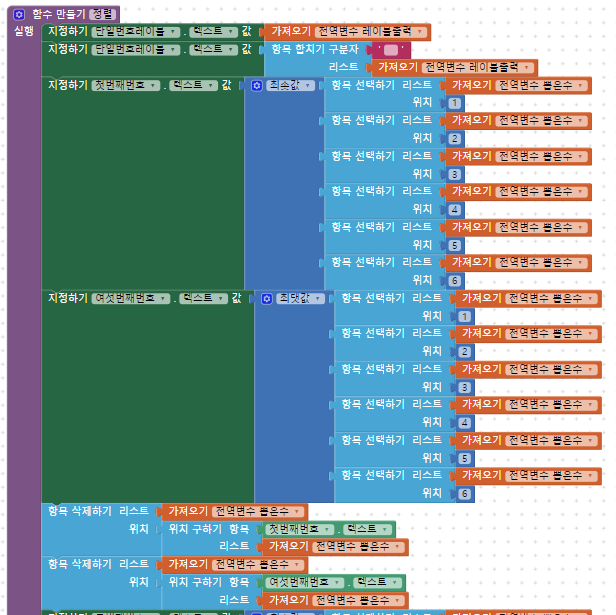 함수 만들기 정렬
실행 지정하기 단일번호레이블 . 텍스트 값 가져오기 전역변수 레이블출력
지정하기 단일번호레이블 . 텍스트 값 항목 합치기 구분자 " "
리스트 가져오기 전역변수 레이블출력
지정하기 첫번째번호 . 텍스트 값 최솟값 항목 선택하기 리스트 가져오기 전역변수 뽑은수
위치 1
항목 선택하기 리스트 가져오기 전역변수 뽑은수
위치 2
항목 선택하기 리스트 가져오기 전역변수 뽑은수
위치 3
항목 선택하기 리스트 가져오기 전역변수 뽑은수
위치 4
항목 선택하기 리스트 가져오기 전역변수 뽑은수
위치 5
항목 선택하기 리스트 가져오기 전역변수 뽑은수
위치 6
지정하기 여섯번째번호 . 텍스트 값 최댓값 항목 선택하기 리스트 가져오기 전역변수 뽑은수
위치 1
항목 선택하기 리스트 가져오기 전역변수 뽑은수
위치 2
항목 선택하기 리스트 가져오기 전역변수 뽑은수
위치 3
항목 선택하기 리스트 가져오기 전역변수 뽑은수
위치 4
항목 선택하기 리스트 가져오기 전역변수 뽑은수
위치 5
항목 선택하기 리스트 가져오기 전역변수 뽑은수
위치 6
항목 삭제하기 리스트 가져오기 전역변수 뽑은수
위치 위치 구하기 항목 첫번째번호 . 텍스트
리스트 가져오기 전역변수 뽑은수
항목 삭제하기 리스트 가져오기 전역변수 뽑은수
위치 위치 구하기 항목 여섯번째번호 . 텍스트
리스트 가져오기 전역변수 뽑은수